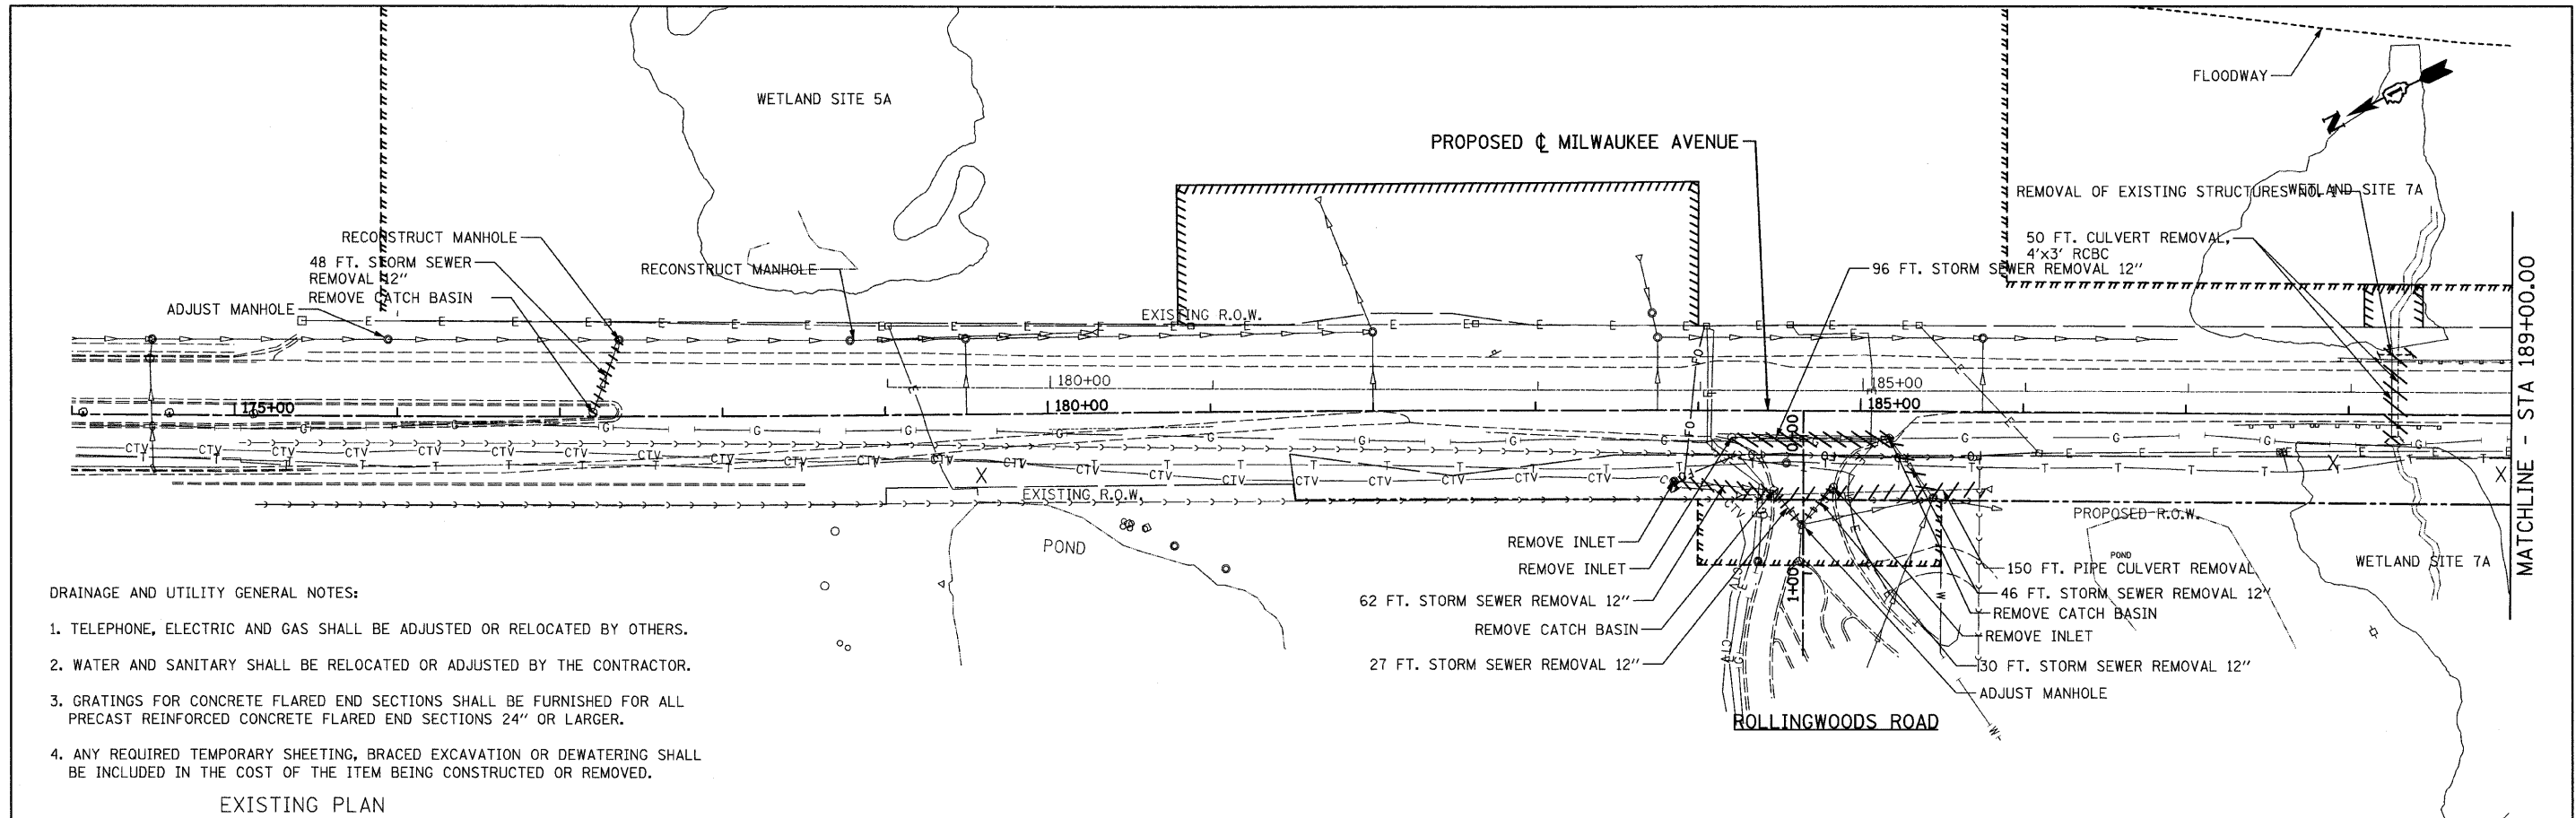 WETLAND SITE 5A
FLOODWAY
N
PROPOSED ℄ MILWAUKEE AVENUE
REMOVAL OF EXISTING STRUCTURES NO. 1
WETLAND SITE 7A
RECONSTRUCT MANHOLE
48 FT. STORM SEWER
REMOVAL 12"
REMOVE CATCH BASIN
ADJUST MANHOLE
RECONSTRUCT MANHOLE
50 FT. CULVERT REMOVAL,
4'x3' RCBC
96 FT. STORM SEWER REMOVAL 12"
EXISTING R.O.W.
MATCHLINE - STA 189+00.00
180+00
185+00
175+00
180+00
185+00
0+00
1+00
EXISTING R.O.W.
PROPOSED R.O.W.
POND
REMOVE INLET
REMOVE INLET
62 FT. STORM SEWER REMOVAL 12"
REMOVE CATCH BASIN
27 FT. STORM SEWER REMOVAL 12"
POND
150 FT. PIPE CULVERT REMOVAL
46 FT. STORM SEWER REMOVAL 12"
REMOVE CATCH BASIN
REMOVE INLET
30 FT. STORM SEWER REMOVAL 12"
ADJUST MANHOLE
WETLAND SITE 7A
ROLLINGWOODS ROAD
DRAINAGE AND UTILITY GENERAL NOTES:
1. TELEPHONE, ELECTRIC AND GAS SHALL BE ADJUSTED OR RELOCATED BY OTHERS.
2. WATER AND SANITARY SHALL BE RELOCATED OR ADJUSTED BY THE CONTRACTOR.
3. GRATINGS FOR CONCRETE FLARED END SECTIONS SHALL BE FURNISHED FOR ALL
PRECAST REINFORCED CONCRETE FLARED END SECTIONS 24" OR LARGER.
4. ANY REQUIRED TEMPORARY SHEETING, BRACED EXCAVATION OR DEWATERING SHALL
BE INCLUDED IN THE COST OF THE ITEM BEING CONSTRUCTED OR REMOVED.
EXISTING PLAN